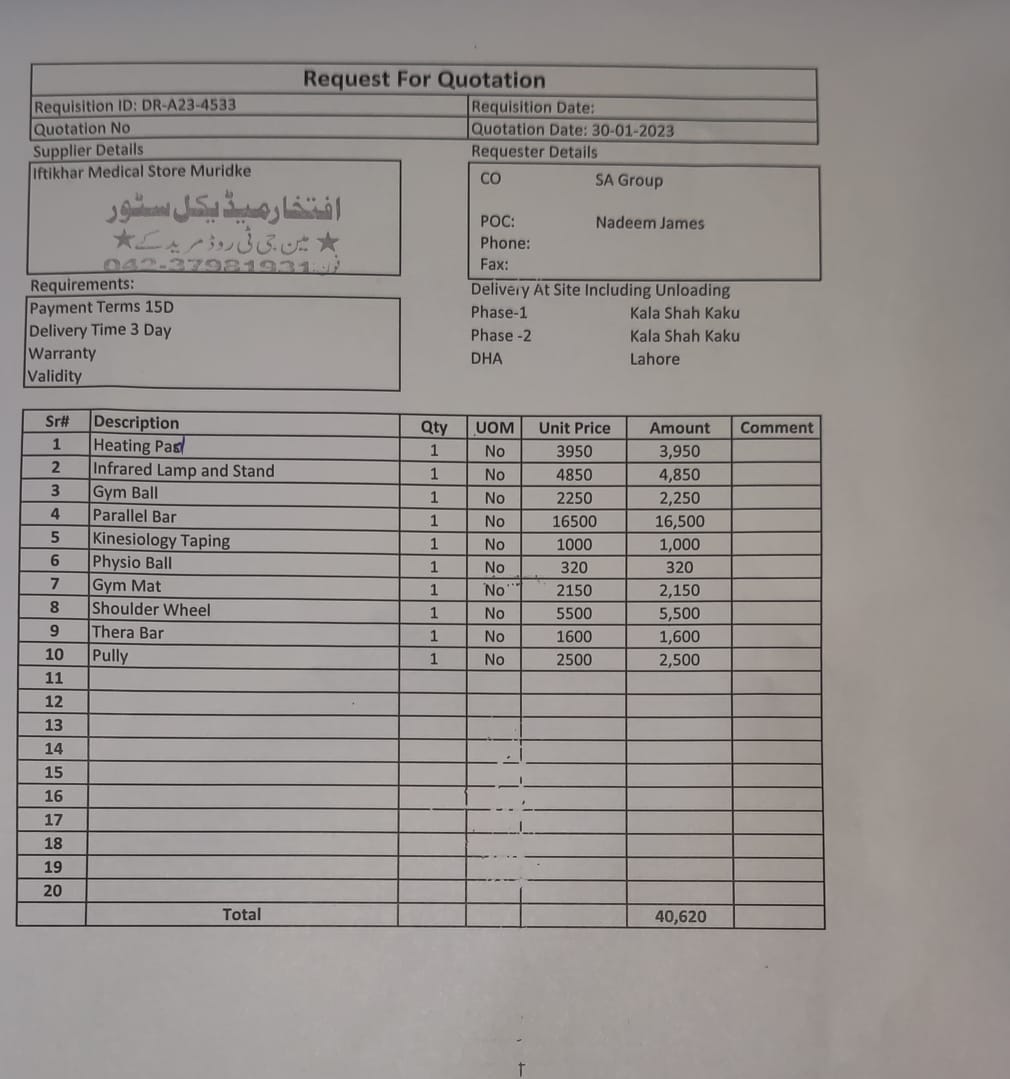 Request For Quotation
Requisition ID: DR-A23-4533 Requisition Date:
Quotation No Quotation Date: 30-01-2023
Supplier Details Requester Details
Iftikhar Medical Store Muridke
افتخار میڈیکل سٹور
★ مین جی ٹی روڈ مرید کے ★
فون: 042-37981931
CO SA Group
POC: Nadeem James
Phone:
Fax:
Requirements:
Payment Terms 15D
Delivery Time 3 Day
Warranty
Validity
Delivery At Site Including Unloading
Phase-1 Kala Shah Kaku
Phase -2 Kala Shah Kaku
DHA Lahore
Sr# Description Qty UOM Unit Price Amount Comment
1 Heating Pad 1 No 3950 3,950
2 Infrared Lamp and Stand 1 No 4850 4,850
3 Gym Ball 1 No 2250 2,250
4 Parallel Bar 1 No 16500 16,500
5 Kinesiology Taping 1 No 1000 1,000
6 Physio Ball 1 No 320 320
7 Gym Mat 1 No 2150 2,150
8 Shoulder Wheel 1 No 5500 5,500
9 Thera Bar 1 No 1600 1,600
10 Pully 1 No 2500 2,500
11
12
13
14
15
16
17
18
19
20
Total 40,620